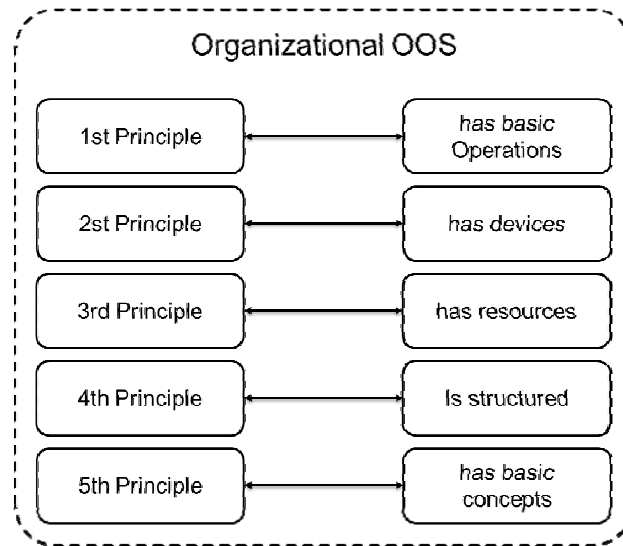 Organizational OOS
1st Principle
has basic
Operations
2st Principle
has devices
3rd Principle
has resources
4th Principle
Is structured
5th Principle
has basic
concepts